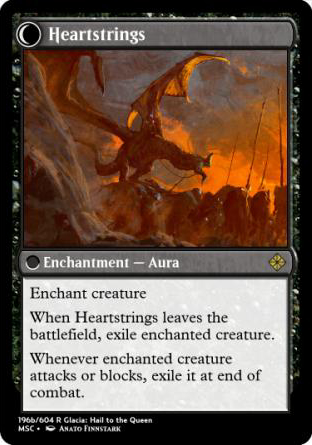 Heartstrings
Enchantment — Aura
Enchant creature
When Heartstrings leaves the
battlefield, exile enchanted creature.
Whenever enchanted creature
attacks or blocks, exile it at end of
combat.
196b/604 R Glacia: Hail to the Queen
MSC • Anato Finnstark